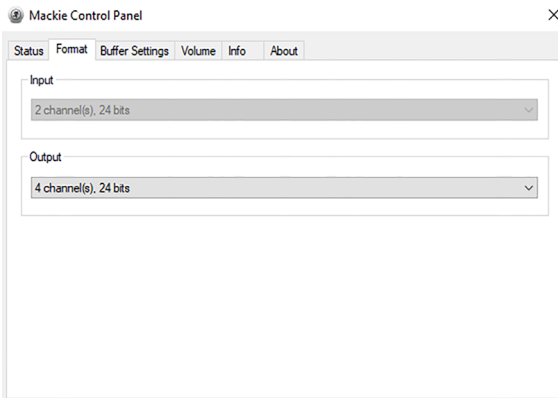 Mackie Control Panel
Status Format Buffer Settings Volume Info About
Input
2 channel(s), 24 bits
Output
4 channel(s), 24 bits